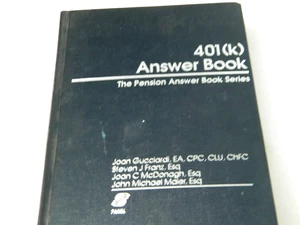 401(k)
Answer Book
The Pension Answer Book Series
Joan Gucciardi, EA, CPC, CLU, ChFC
Steven J Franz, Esq
Joan C McDonagh, Esq
John Michael Maier, Esq
PANEL